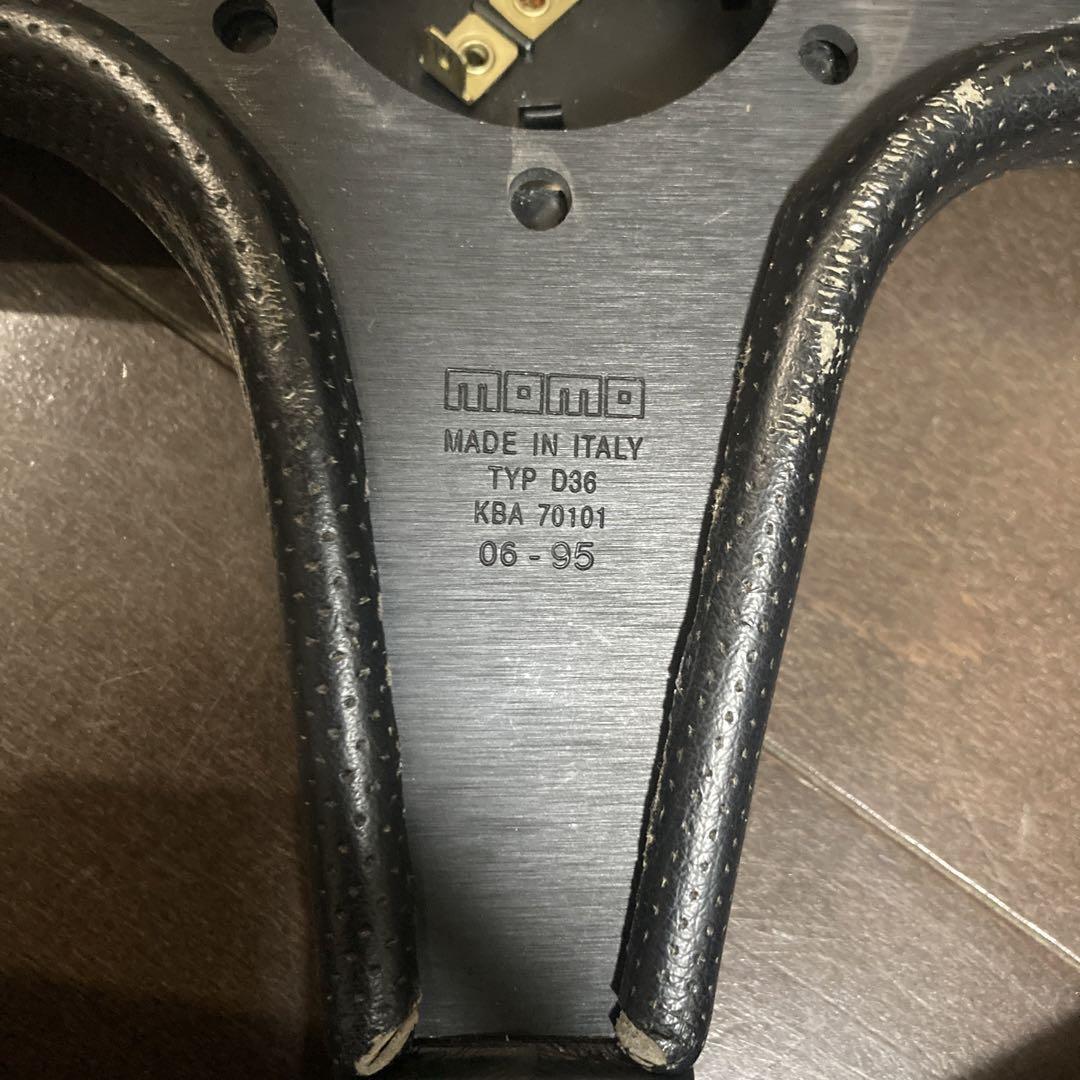 momo
MADE IN ITALY
TYP D36
KBA 70101
06 - 95